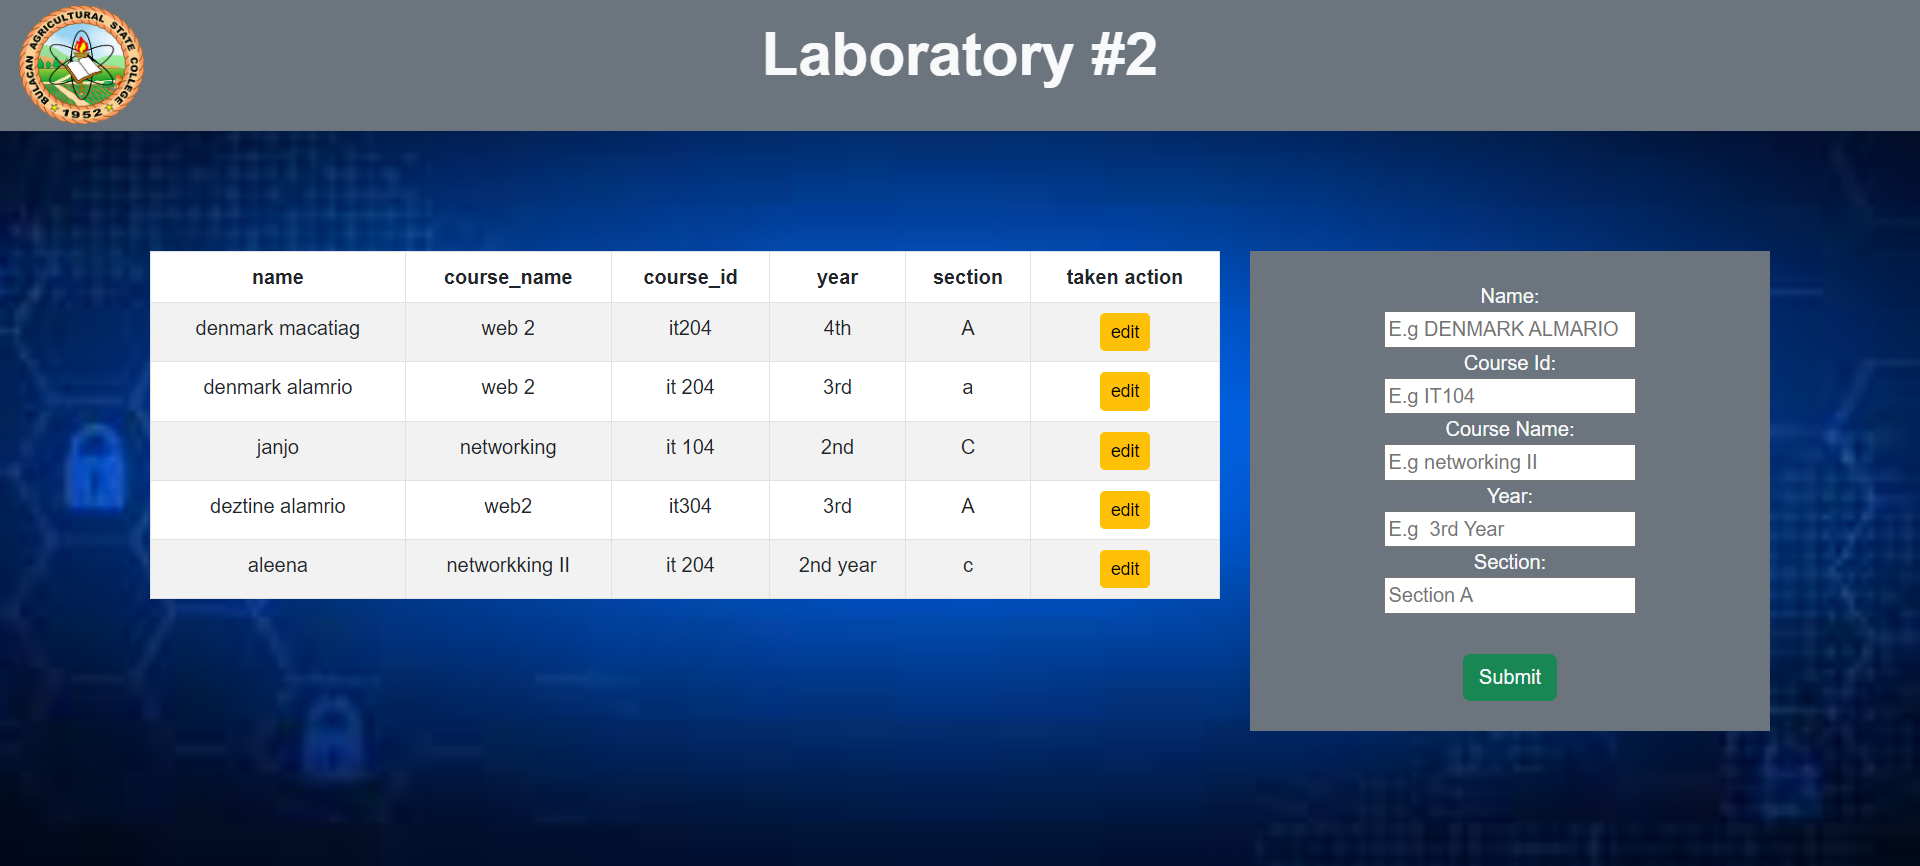 BULACAN AGRICULTURAL STATE COLLEGE
1952
Laboratory #2
name course_name course_id year section taken action
denmark macatiag web 2 it204 4th A edit
denmark alamrio web 2 it 204 3rd a edit
janjo networking it 104 2nd C edit
deztine alamrio web2 it304 3rd A edit
aleena networkking II it 204 2nd year c edit
Name:
E.g DENMARK ALMARIO
Course Id:
E.g IT104
Course Name:
E.g networking II
Year:
E.g  3rd Year
Section:
Section A
Submit